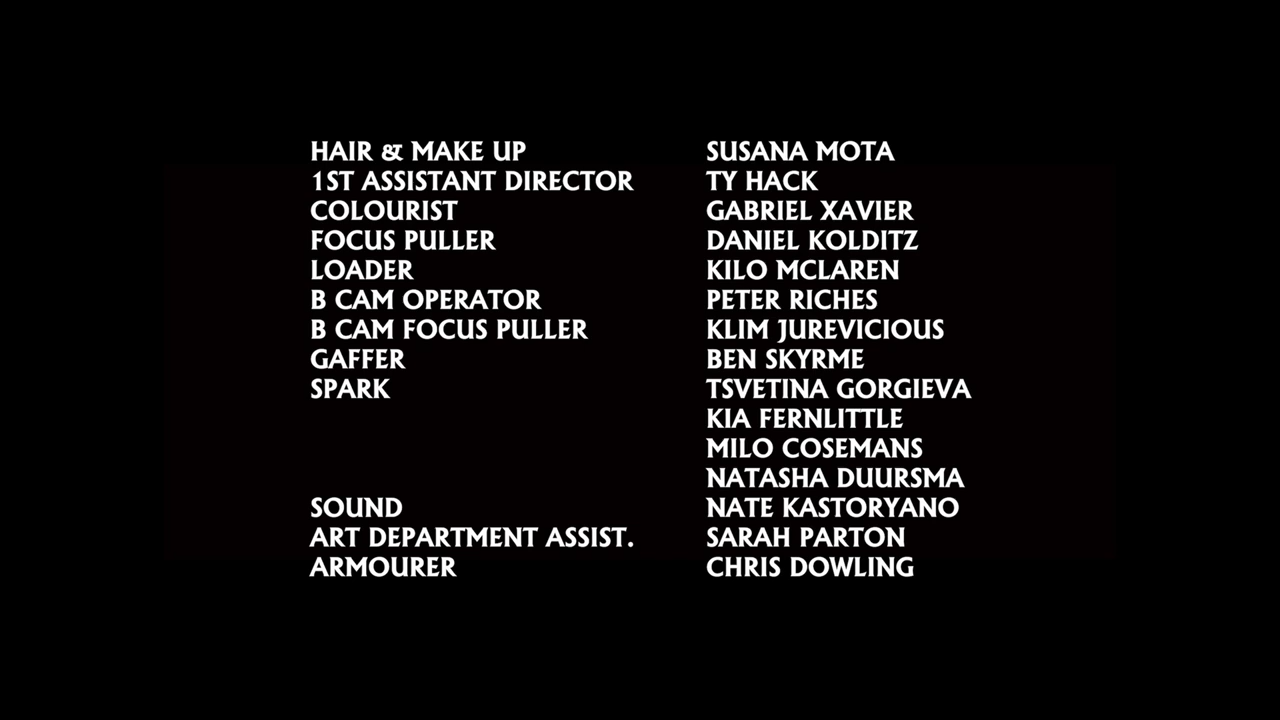 HAIR & MAKE UP SUSANA MOTA
1ST ASSISTANT DIRECTOR TY HACK
COLOURIST GABRIEL XAVIER
FOCUS PULLER DANIEL KOLDITZ
LOADER KILO MCLAREN
B CAM OPERATOR PETER RICHES
B CAM FOCUS PULLER KLIM JUREVICIOUS
GAFFER BEN SKYRME
SPARK TSVETINA GORGIEVA
KIA FERNLITTLE
MILO COSEMANS
NATASHA DUURSMA
SOUND NATE KASTORYANO
ART DEPARTMENT ASSIST. SARAH PARTON
ARMOURER CHRIS DOWLING